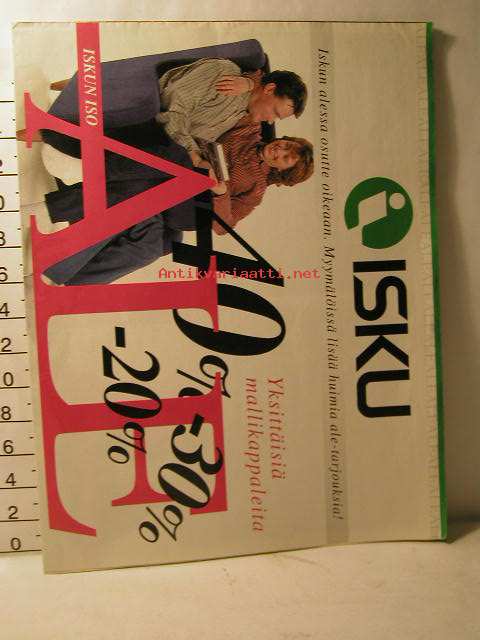 ISKU
Iskun alessa osutte oikeaan. Myymälöissä lisää huimia ale-tarjouksia!
Yksittäisiä
mallikappaleita
-40% -30%
-20%
ISKUN ISO
ALE
Antikvariaatti.net